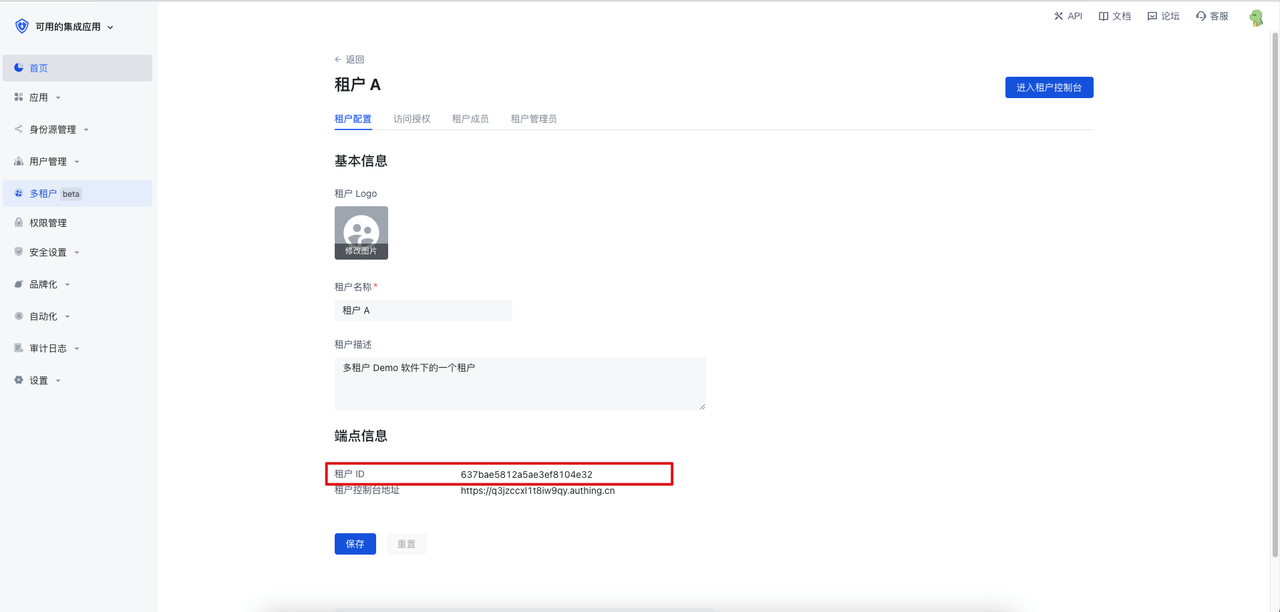 可用的集成应用
API 文档 论坛 客服
首页
应用
身份源管理
用户管理
多租户 beta
权限管理
安全设置
品牌化
自动化
审计日志
设置
← 返回
租户 A
进入租户控制台
租户配置 访问授权 租户成员 租户管理员
基本信息
租户 Logo
修改图片
租户名称*
租户 A
租户描述
多租户 Demo 软件下的一个租户
端点信息
租户 ID 637bae5812a5ae3ef8104e32
租户控制台地址 https://q3jzccxl1t8iw9qy.authing.cn
保存 重置